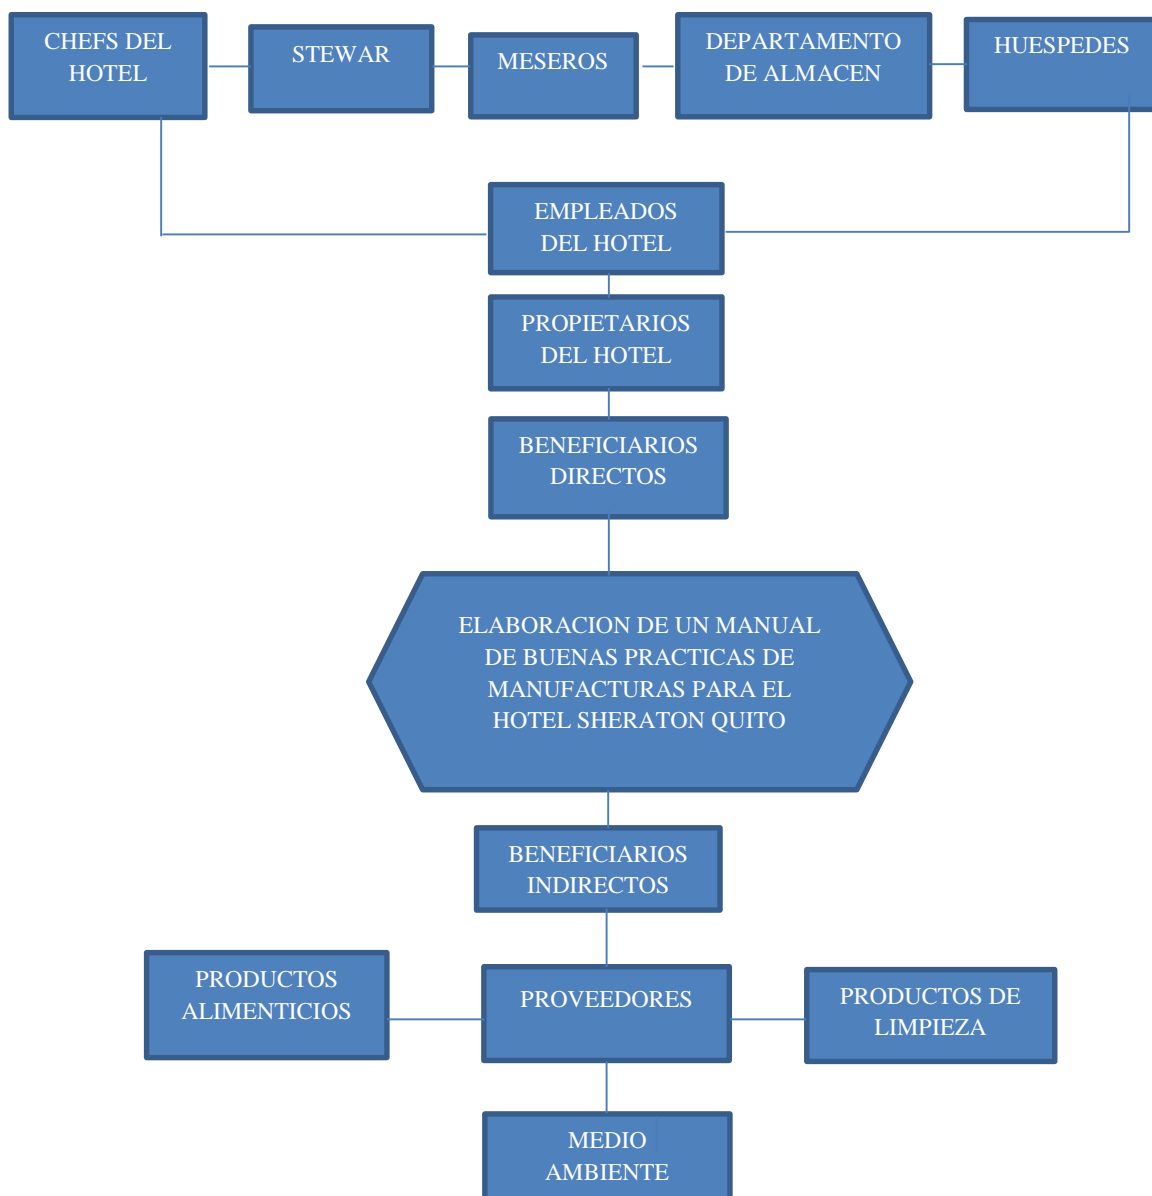 CHEFS DEL
HOTEL
STEWAR
MESEROS
DEPARTAMENTO
DE ALMACEN
HUESPEDES
EMPLEADOS
DEL HOTEL
PROPIETARIOS
DEL HOTEL
BENEFICIARIOS
DIRECTOS
ELABORACION DE UN MANUAL
DE BUENAS PRACTICAS DE
MANUFACTURAS PARA EL
HOTEL SHERATON QUITO
BENEFICIARIOS
INDIRECTOS
PRODUCTOS
ALIMENTICIOS
PROVEEDORES
PRODUCTOS DE
LIMPIEZA
MEDIO
AMBIENTE